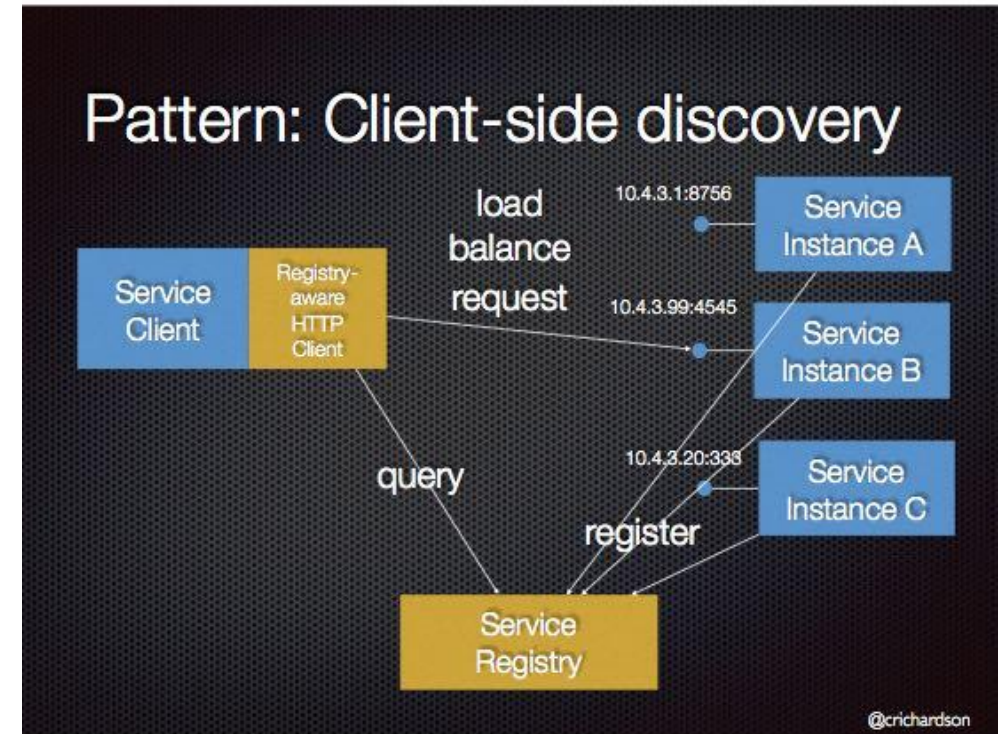 Pattern: Client-side discovery
load
balance
request
10.4.3.1:8756
Service
Instance A
Service
Client
Registry-
aware
HTTP
Client
10.4.3.99:4545
Service
Instance B
query
10.4.3.20:333
Service
Instance C
register
Service
Registry
@crichardson